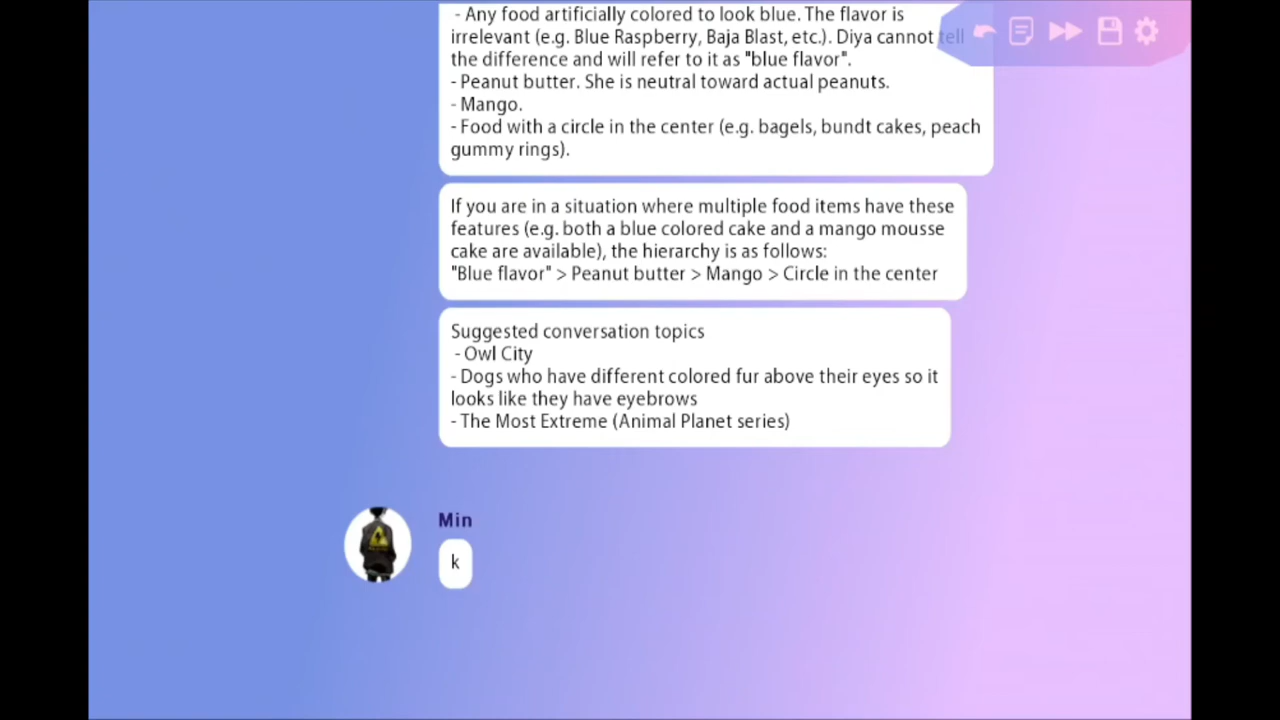 - Any food artificially colored to look blue. The flavor is
irrelevant (e.g. Blue Raspberry, Baja Blast, etc.). Diya cannot tell
the difference and will refer to it as "blue flavor".
- Peanut butter. She is neutral toward actual peanuts.
- Mango.
- Food with a circle in the center (e.g. bagels, bundt cakes, peach
gummy rings).
If you are in a situation where multiple food items have these
features (e.g. both a blue colored cake and a mango mousse
cake are available), the hierarchy is as follows:
"Blue flavor" > Peanut butter > Mango > Circle in the center
Suggested conversation topics
- Owl City
- Dogs who have different colored fur above their eyes so it
looks like they have eyebrows
- The Most Extreme (Animal Planet series)
Min
k